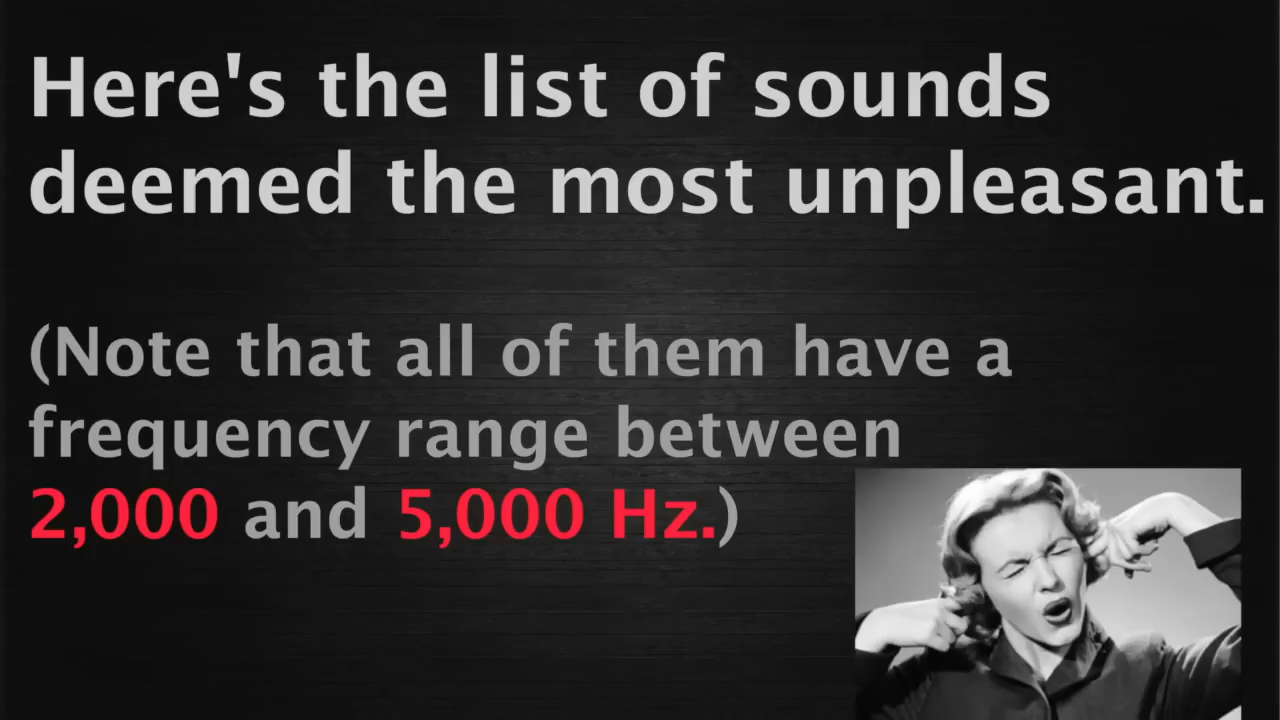 Here's the list of sounds
deemed the most unpleasant.
(Note that all of them have a
frequency range between
2,000 and 5,000 Hz.)